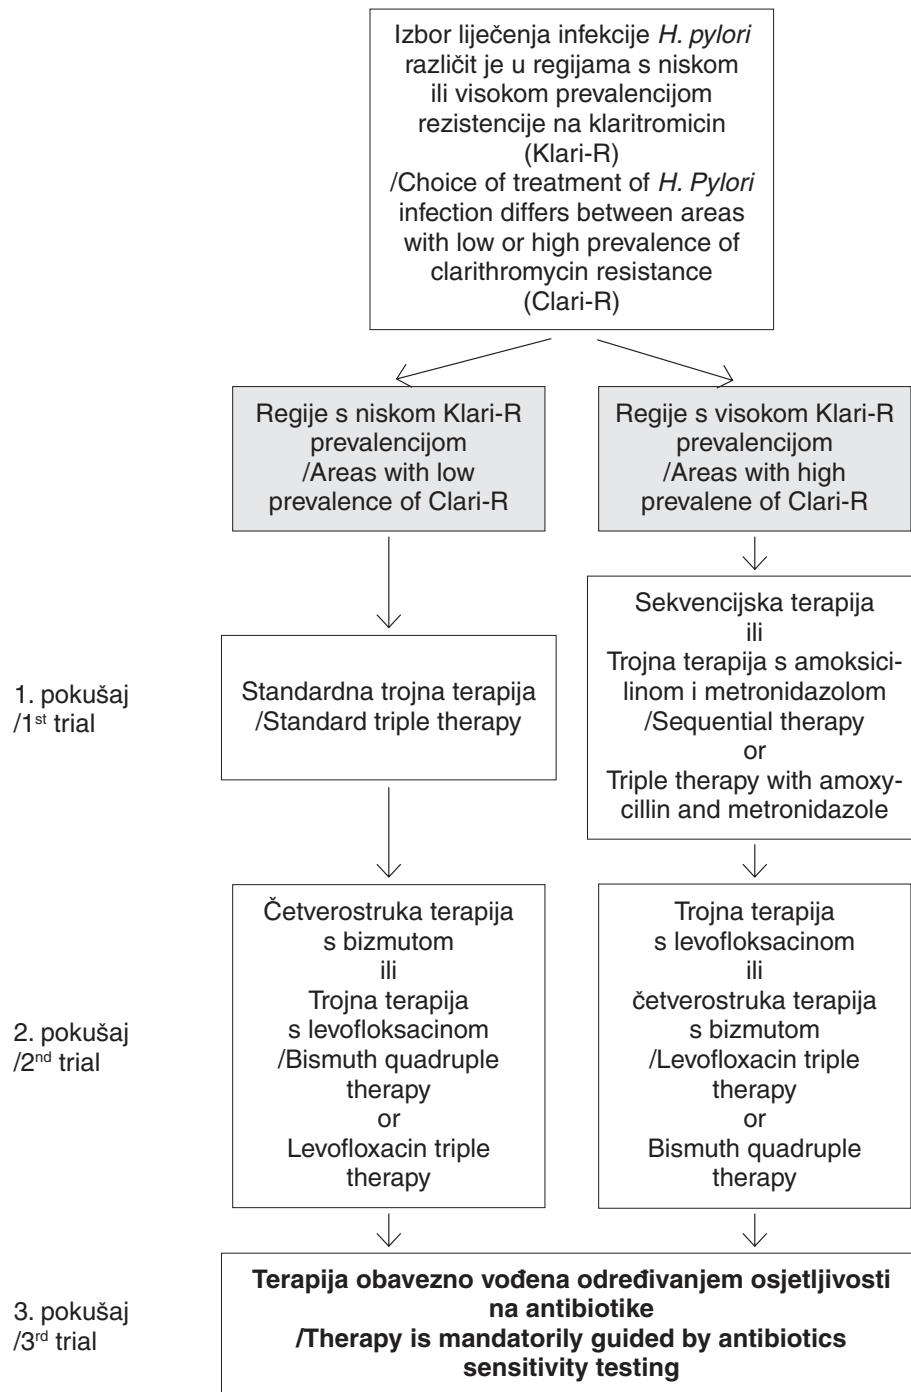 Izbor liječenja infekcije H. pylori
različit je u regijama s niskom
ili visokom prevalencijom
rezistencije na klaritromicin
(Klari-R)
/Choice of treatment of H. Pylori
infection differs between areas
with low or high prevalence of
clarithromycin resistance
(Clari-R)
Regije s niskom Klari-R
prevalencijom
/Areas with low
prevalence of Clari-R
Regije s visokom Klari-R
prevalencijom
/Areas with high
prevalene of Clari-R
1. pokušaj
/1st trial
Standardna trojna terapija
/Standard triple therapy
Sekvencijska terapija
ili
Trojna terapija s amoksici-
linom i metronidazolom
/Sequential therapy
or
Triple therapy with amoxy-
cillin and metronidazole
2. pokušaj
/2nd trial
Četverostruka terapija
s bizmutom
ili
Trojna terapija
s levofloksacinom
/Bismuth quadruple
therapy
or
Levofloxacin triple
therapy
Trojna terapija
s levofloksacinom
ili
četverostruka terapija
s bizmutom
/Levofloxacin triple
therapy
or
Bismuth quadruple
therapy
3. pokušaj
/3rd trial
Terapija obavezno vođena određivanjem osjetljivosti
na antibiotike
/Therapy is mandatorily guided by antibiotics
sensitivity testing